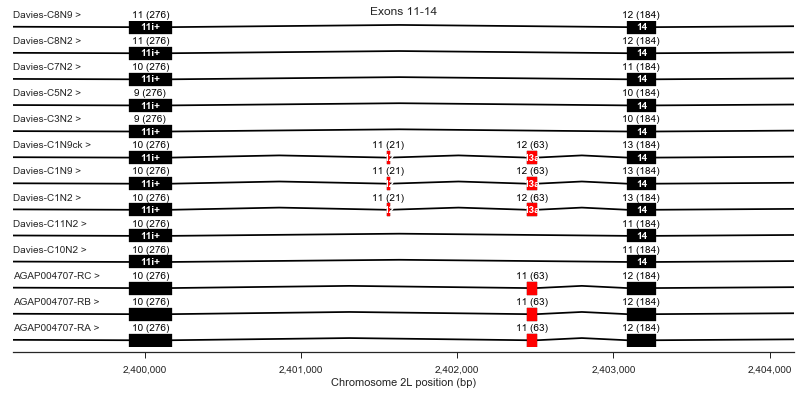 Exons 11-14
Davies-C8N9 > 11 (276) 12 (184)
11i+ 14
Davies-C8N2 > 11 (276) 12 (184)
11i+ 14
Davies-C7N2 > 10 (276) 11 (184)
11i+ 14
Davies-C5N2 > 9 (276) 10 (184)
11i+ 14
Davies-C3N2 > 9 (276) 10 (184)
11i+ 14
Davies-C1N9ck > 10 (276) 11 (21) 12 (63) 13 (184)
11i+ 14
Davies-C1N9 > 10 (276) 11 (21) 12 (63) 13 (184)
11i+ 14
Davies-C1N2 > 10 (276) 11 (21) 12 (63) 13 (184)
11i+ 14
Davies-C11N2 > 10 (276) 11 (184)
11i+ 14
Davies-C10N2 > 10 (276) 11 (184)
11i+ 14
AGAP004707-RC > 10 (276) 11 (63) 12 (184)
AGAP004707-RB > 10 (276) 11 (63) 12 (184)
AGAP004707-RA > 10 (276) 11 (63) 12 (184)
2,400,000 2,401,000 2,402,000 2,403,000 2,404,000
Chromosome 2L position (bp)